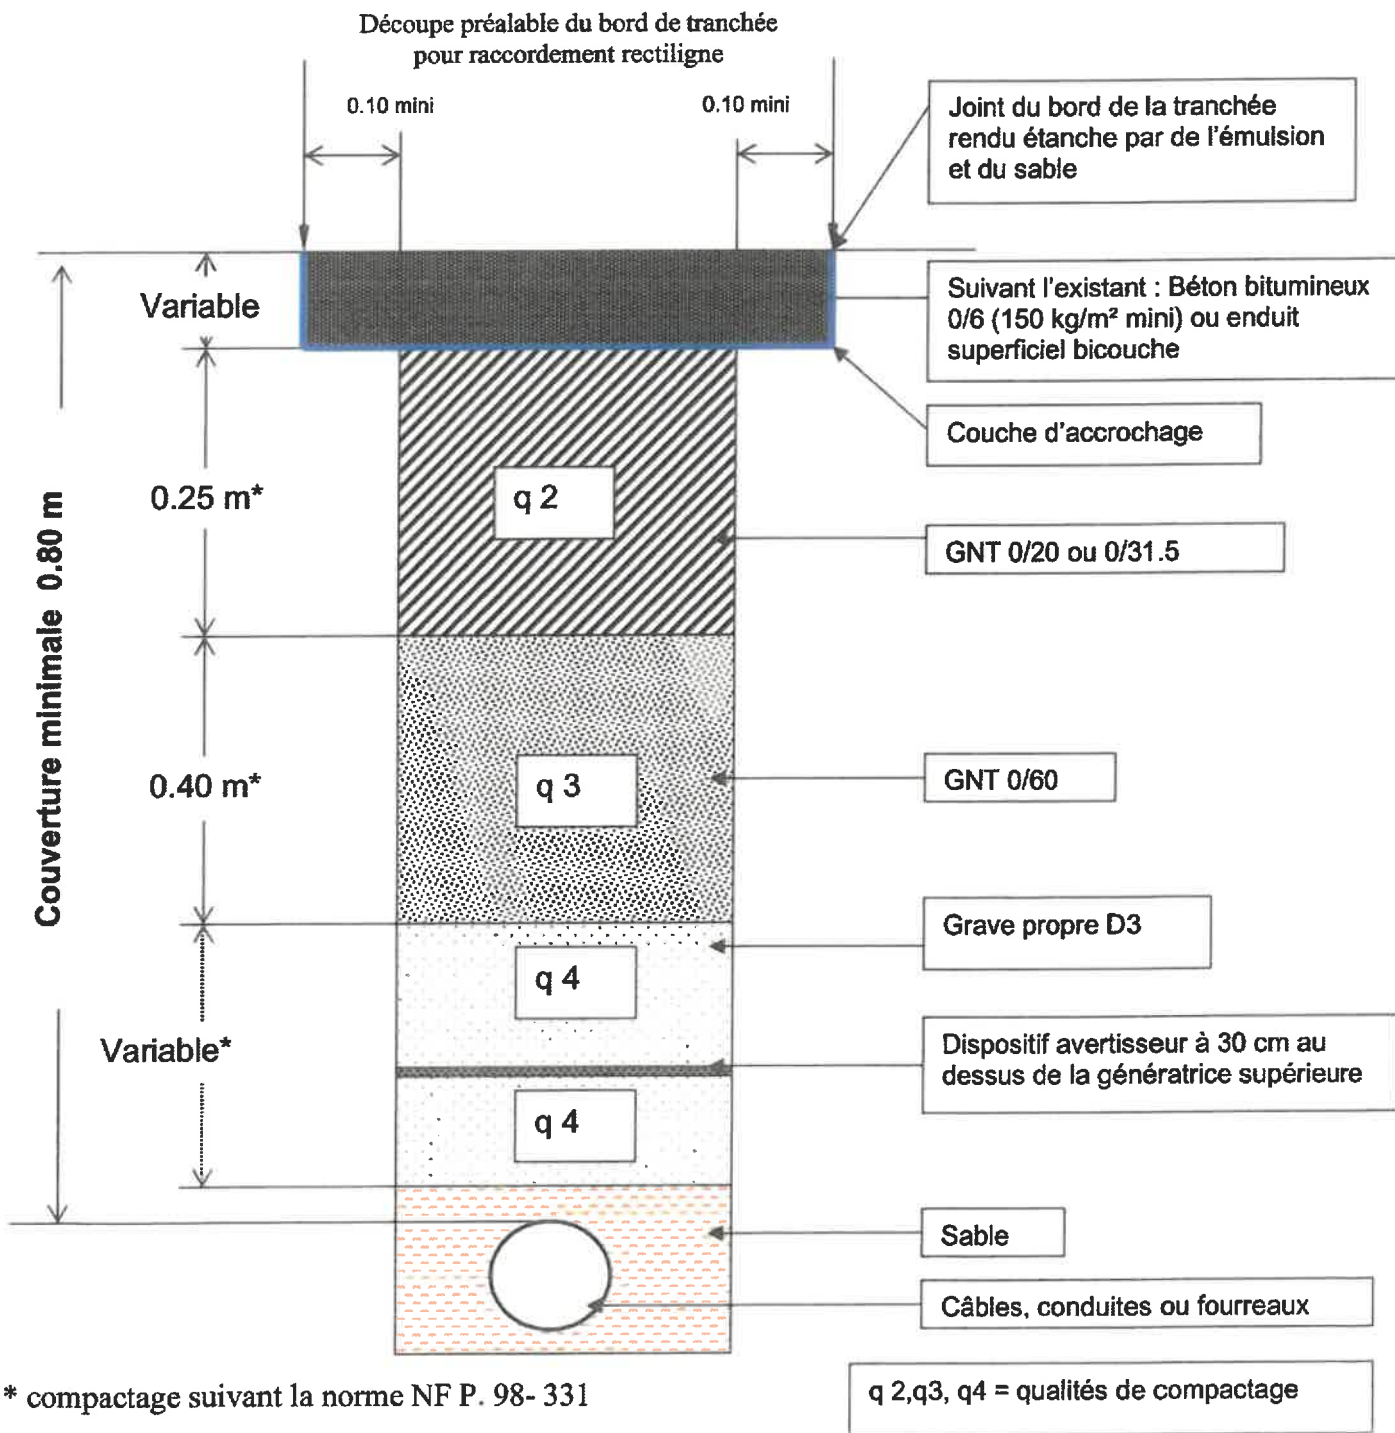 Découpe préalable du bord de tranchée
pour raccordement rectiligne
0.10 mini
0.10 mini
Joint du bord de la tranchée
rendu étanche par de l'émulsion
et du sable
Variable
Suivant l'existant : Béton bitumineux
0/6 (150 kg/m² mini) ou enduit
superficiel bicouche
Couche d'accrochage
Couverture minimale 0.80 m
0.25 m*
q 2
GNT 0/20 ou 0/31.5
0.40 m*
q 3
GNT 0/60
Grave propre D3
q 4
Variable*
Dispositif avertisseur à 30 cm au
dessus de la génératrice supérieure
q 4
Sable
Câbles, conduites ou fourreaux
* compactage suivant la norme NF P. 98- 331
q 2,q3, q4 = qualités de compactage